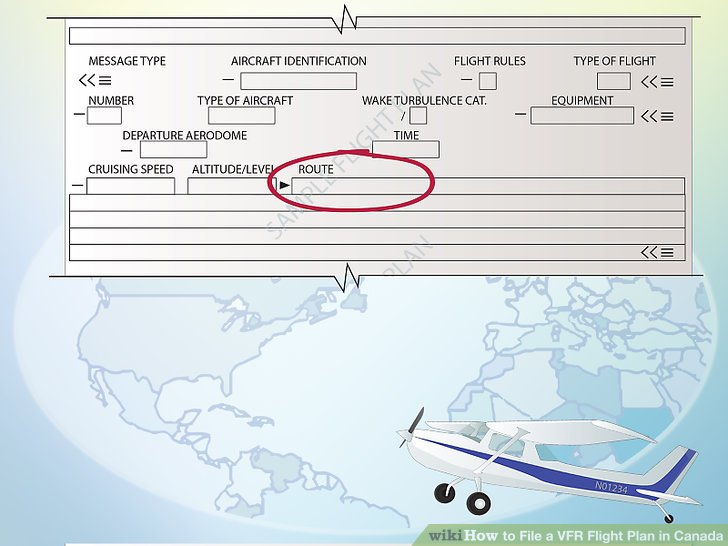 MESSAGE TYPE AIRCRAFT IDENTIFICATION FLIGHT RULES TYPE OF FLIGHT
NUMBER TYPE OF AIRCRAFT WAKE TURBULENCE CAT. EQUIPMENT
/
DEPARTURE AERODOME TIME
CRUISING SPEED ALTITUDE/LEVEL ROUTE
SAMPLE FLIGHT PLAN
PLAN
N01234
wikiHow to File a VFR Flight Plan in Canada